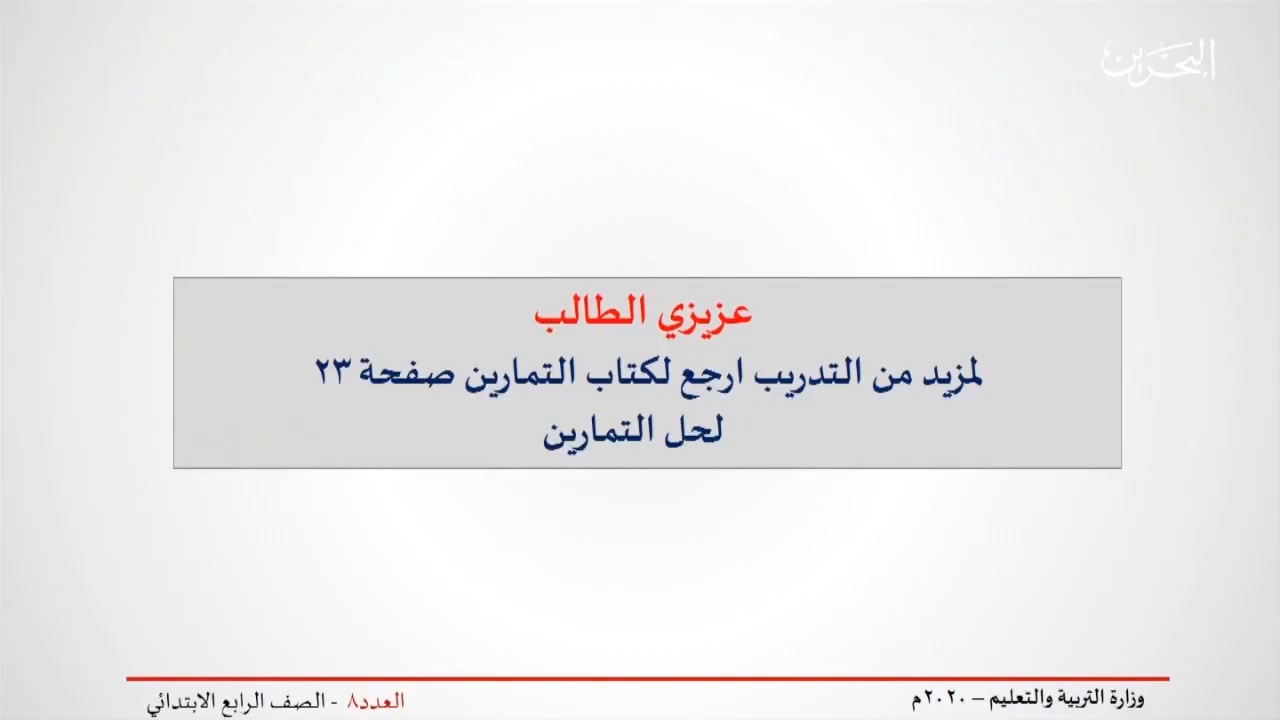 البحرين
عزيزي الطالب
لمزيد من التدريب ارجع لكتاب التمارين صفحة ٢٣
لحل التمارين
وزارة التربية والتعليم – ٢٠٢٠م
العدد٨ - الصف الرابع الابتدائي